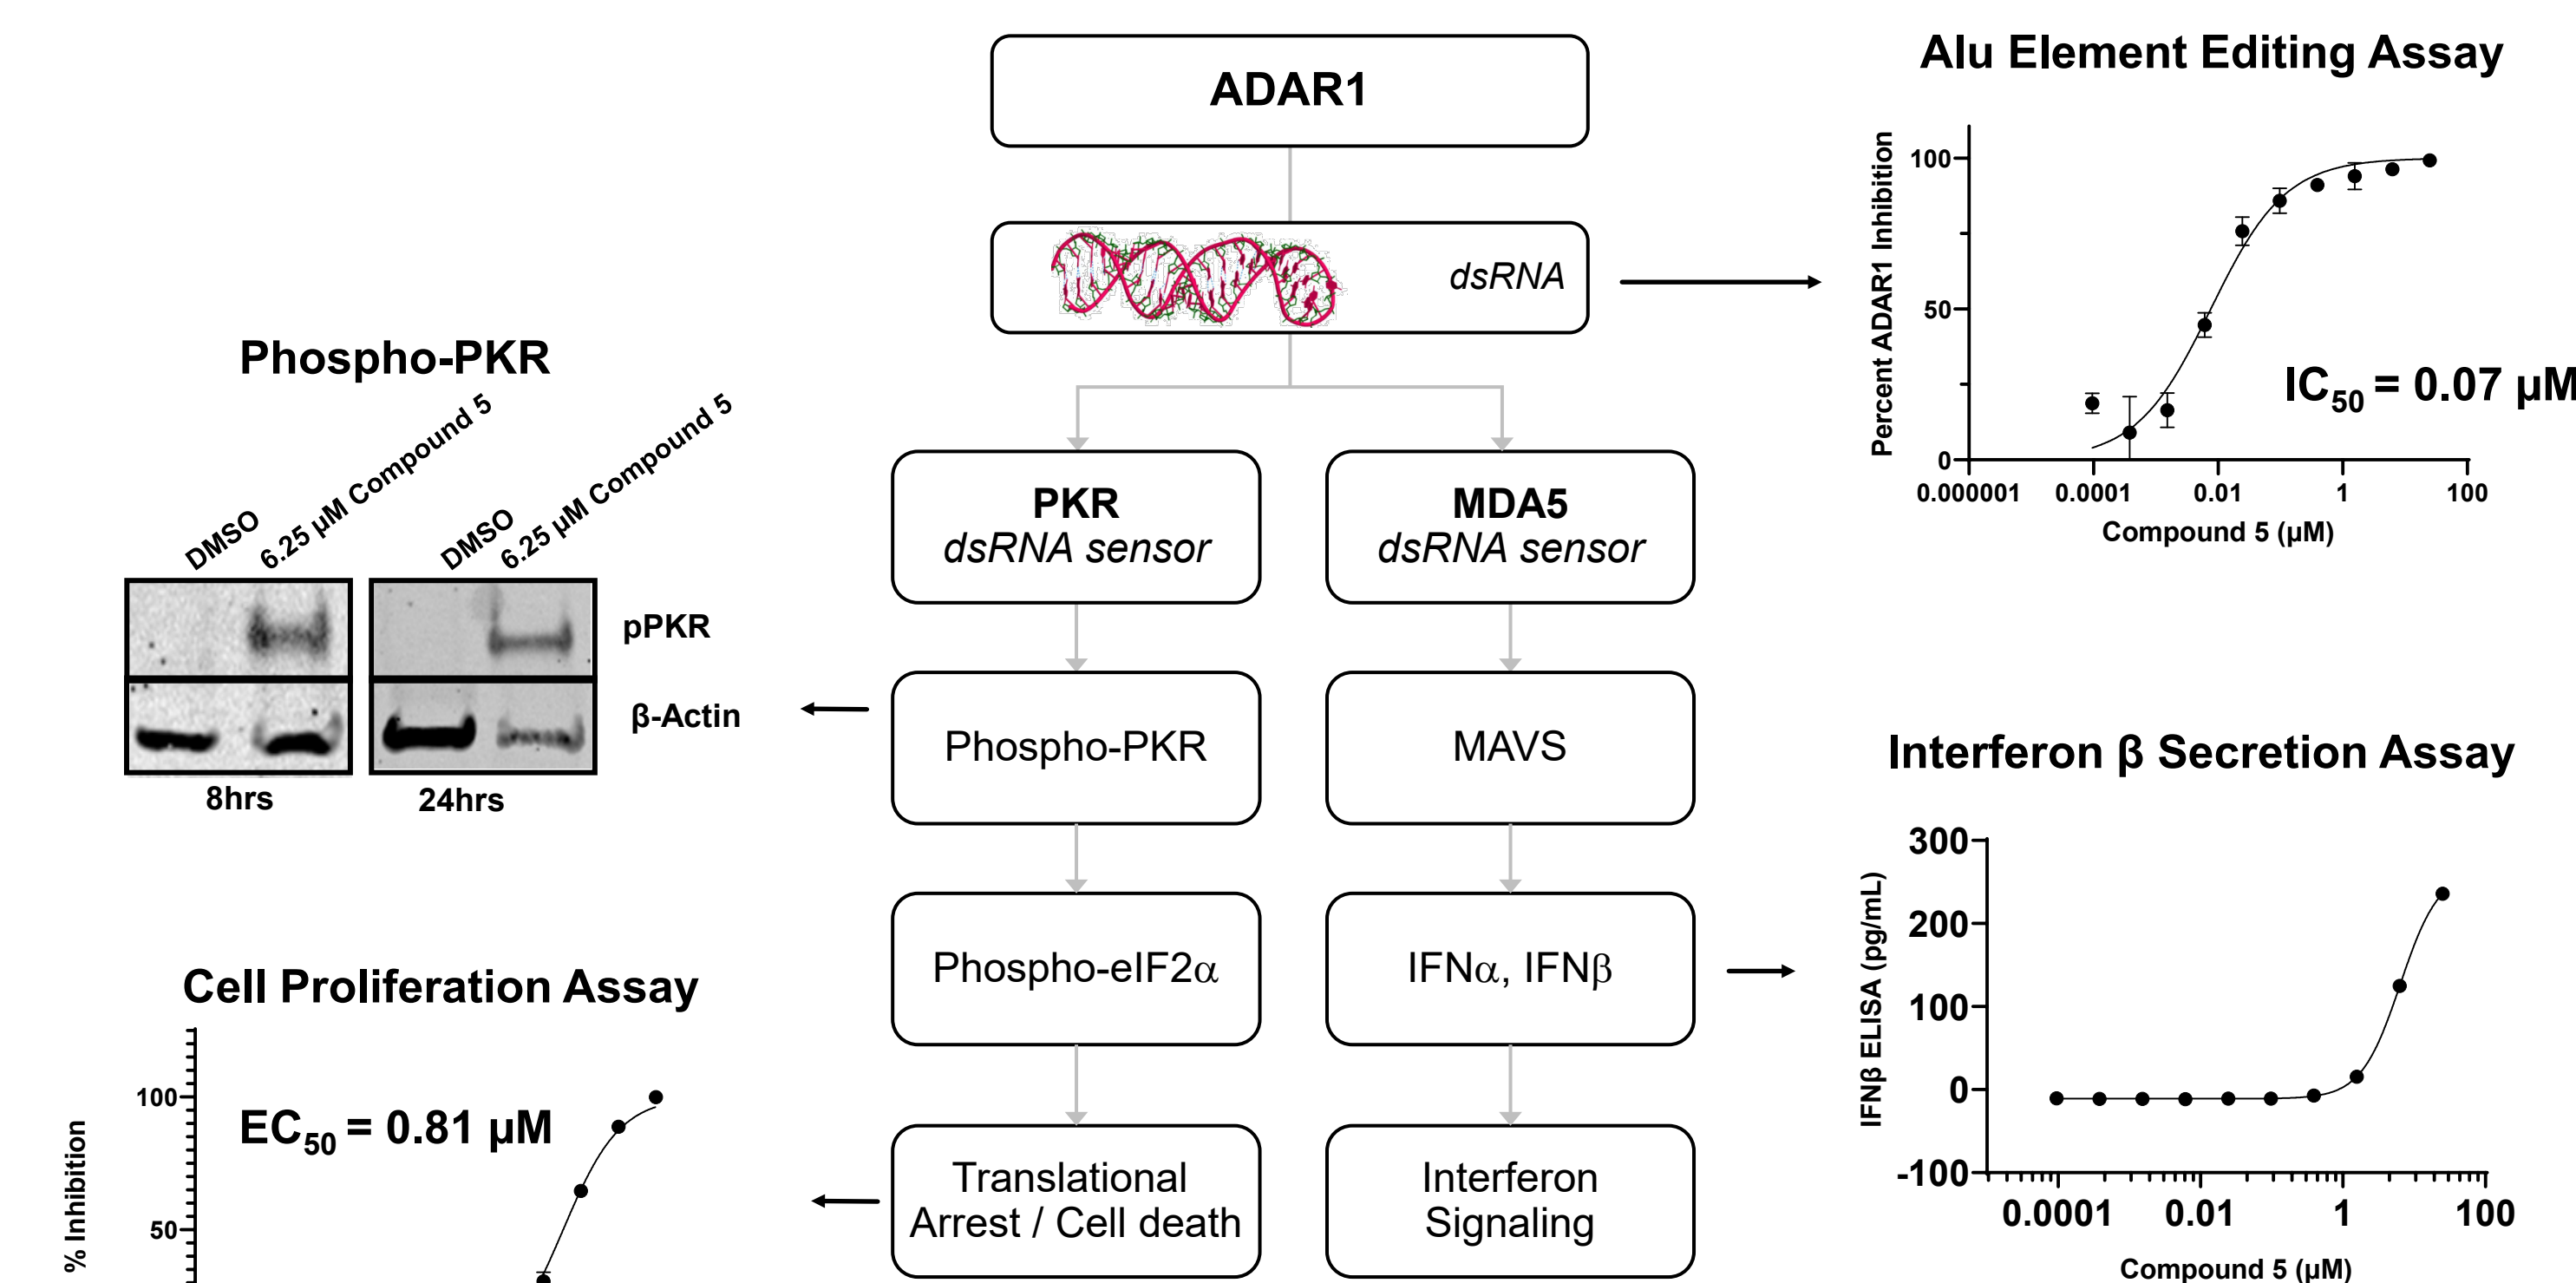 ADAR1
dsRNA
PKR
dsRNA sensor
MDA5
dsRNA sensor
Phospho-PKR
MAVS
Phospho-eIF2α
IFNα, IFNβ
Translational
Arrest / Cell death
Interferon
Signaling
Phospho-PKR
DMSO
6.25 µM Compound 5
DMSO
6.25 µM Compound 5
pPKR
β-Actin
8hrs
24hrs
Cell Proliferation Assay
EC50 = 0.81 µM
% Inhibition
100
50
Alu Element Editing Assay
Percent ADAR1 Inhibition
100
50
0
IC50 = 0.07 µM
0.000001 0.0001 0.01 1 100
Compound 5 (µM)
Interferon β Secretion Assay
IFNβ ELISA (pg/mL)
300
200
100
0
-100
0.0001 0.01 1 100
Compound 5 (µM)